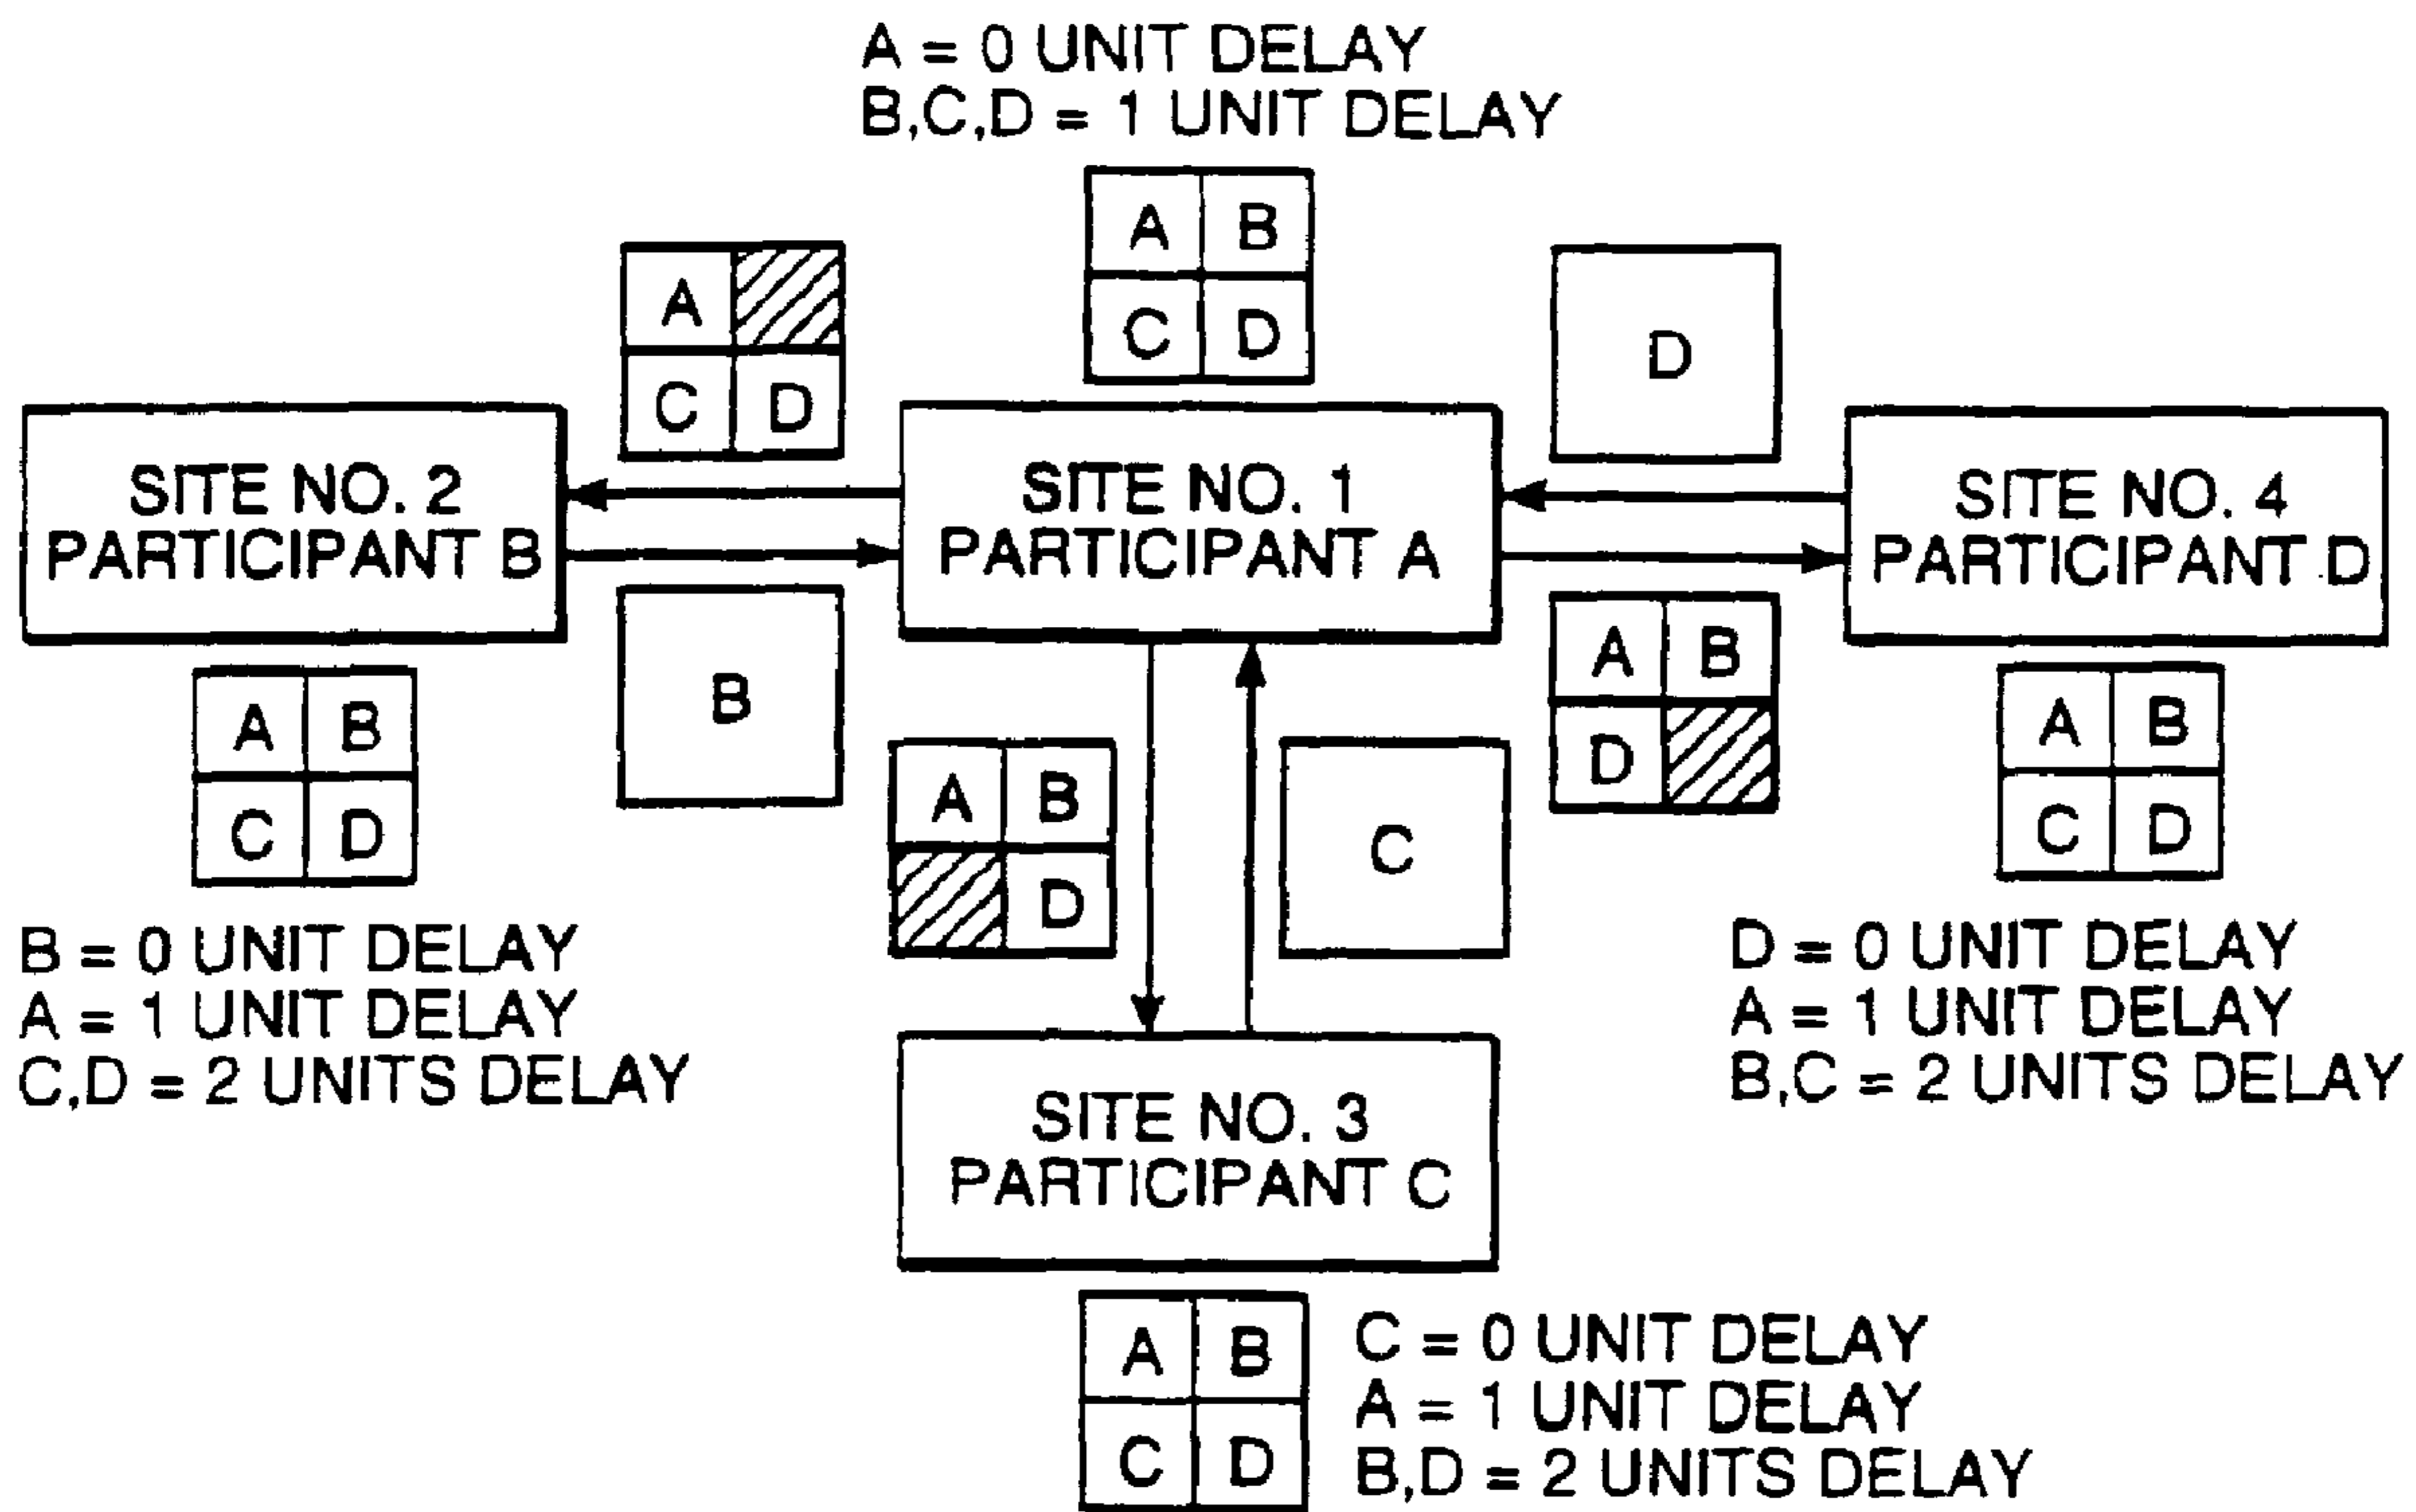 A = 0 UNIT DELAY
B,C,D = 1 UNIT DELAY
A B
C D
A
C D
D
SITE NO. 2
PARTICIPANT B
SITE NO. 1
PARTICIPANT A
SITE NO. 4
PARTICIPANT D
A B
C D
B
A B
D
C
A B
D
A B
C D
B = 0 UNIT DELAY
A = 1 UNIT DELAY
C,D = 2 UNITS DELAY
D = 0 UNIT DELAY
A = 1 UNIT DELAY
B,C = 2 UNITS DELAY
SITE NO. 3
PARTICIPANT C
A B
C D
C = 0 UNIT DELAY
A = 1 UNIT DELAY
B,D = 2 UNITS DELAY